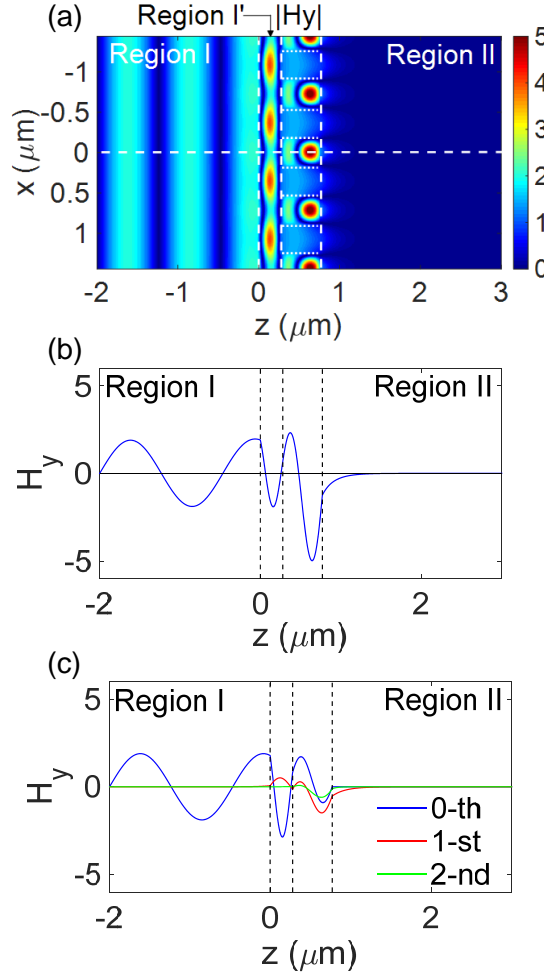 (a) Region I' |Hy|
Region I Region II
-1
-0.5
0
0.5
1
x (μm)
-2 -1 0 1 2 3
z (μm)
5
4
3
2
1
0
(b)
Region I Region II
5
0
-5
H_y
-2 0 2
z (μm)
(c)
Region I Region II
5
0
-5
H_y
0-th
1-st
2-nd
-2 0 2
z (μm)